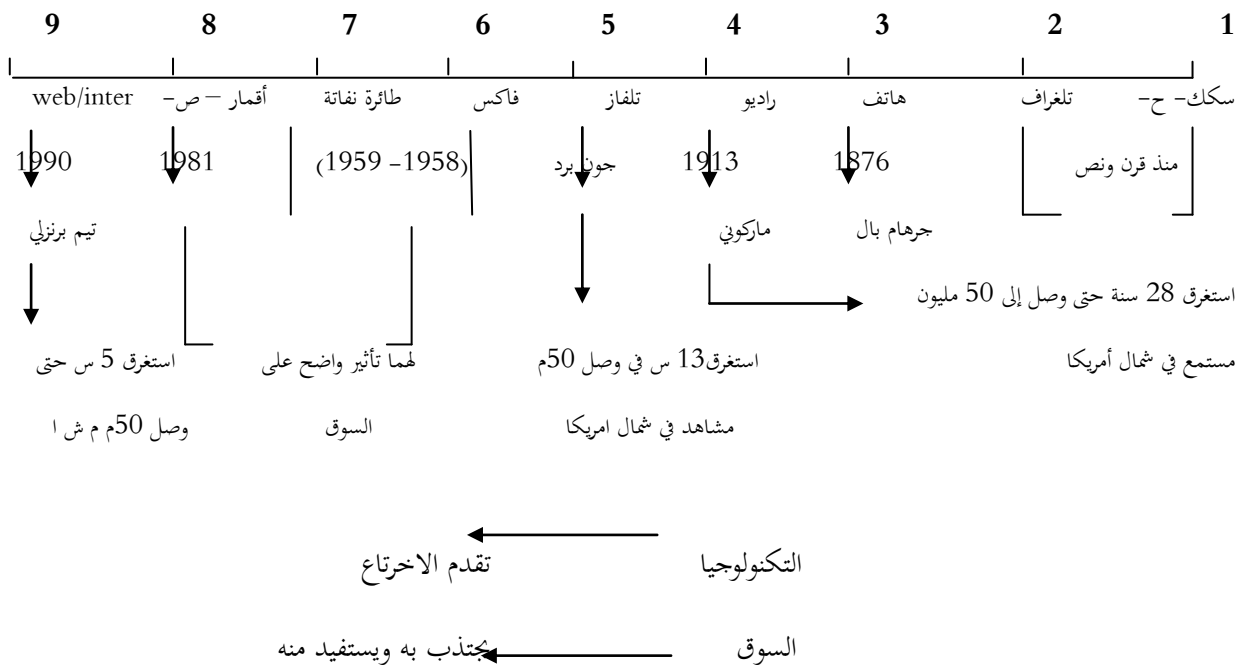 1 2 3 4 5 6 7 8 9
سكك- ح- تلغراف هاتف راديو تلفاز فاكس طائرة نفاتة أقمار – ص- web/inter
منذ قرن ونص 1876 1913 جون برد (1958- 1959) 1981 1990
جرهام بال ماركوني تيم برنزلي
استغرق 28 سنة حتى وصل إلى 50 مليون
مستمع في شمال أمريكا استغرق13 س في وصل 50م لهما تأثير واضح على استغرق 5 س حتى
مشاهد في شمال امريكا السوق وصل 50م م ش ا
التكنولوجيا تقدم الاخرتاع
السوق يجتذب به ويستفيد منه